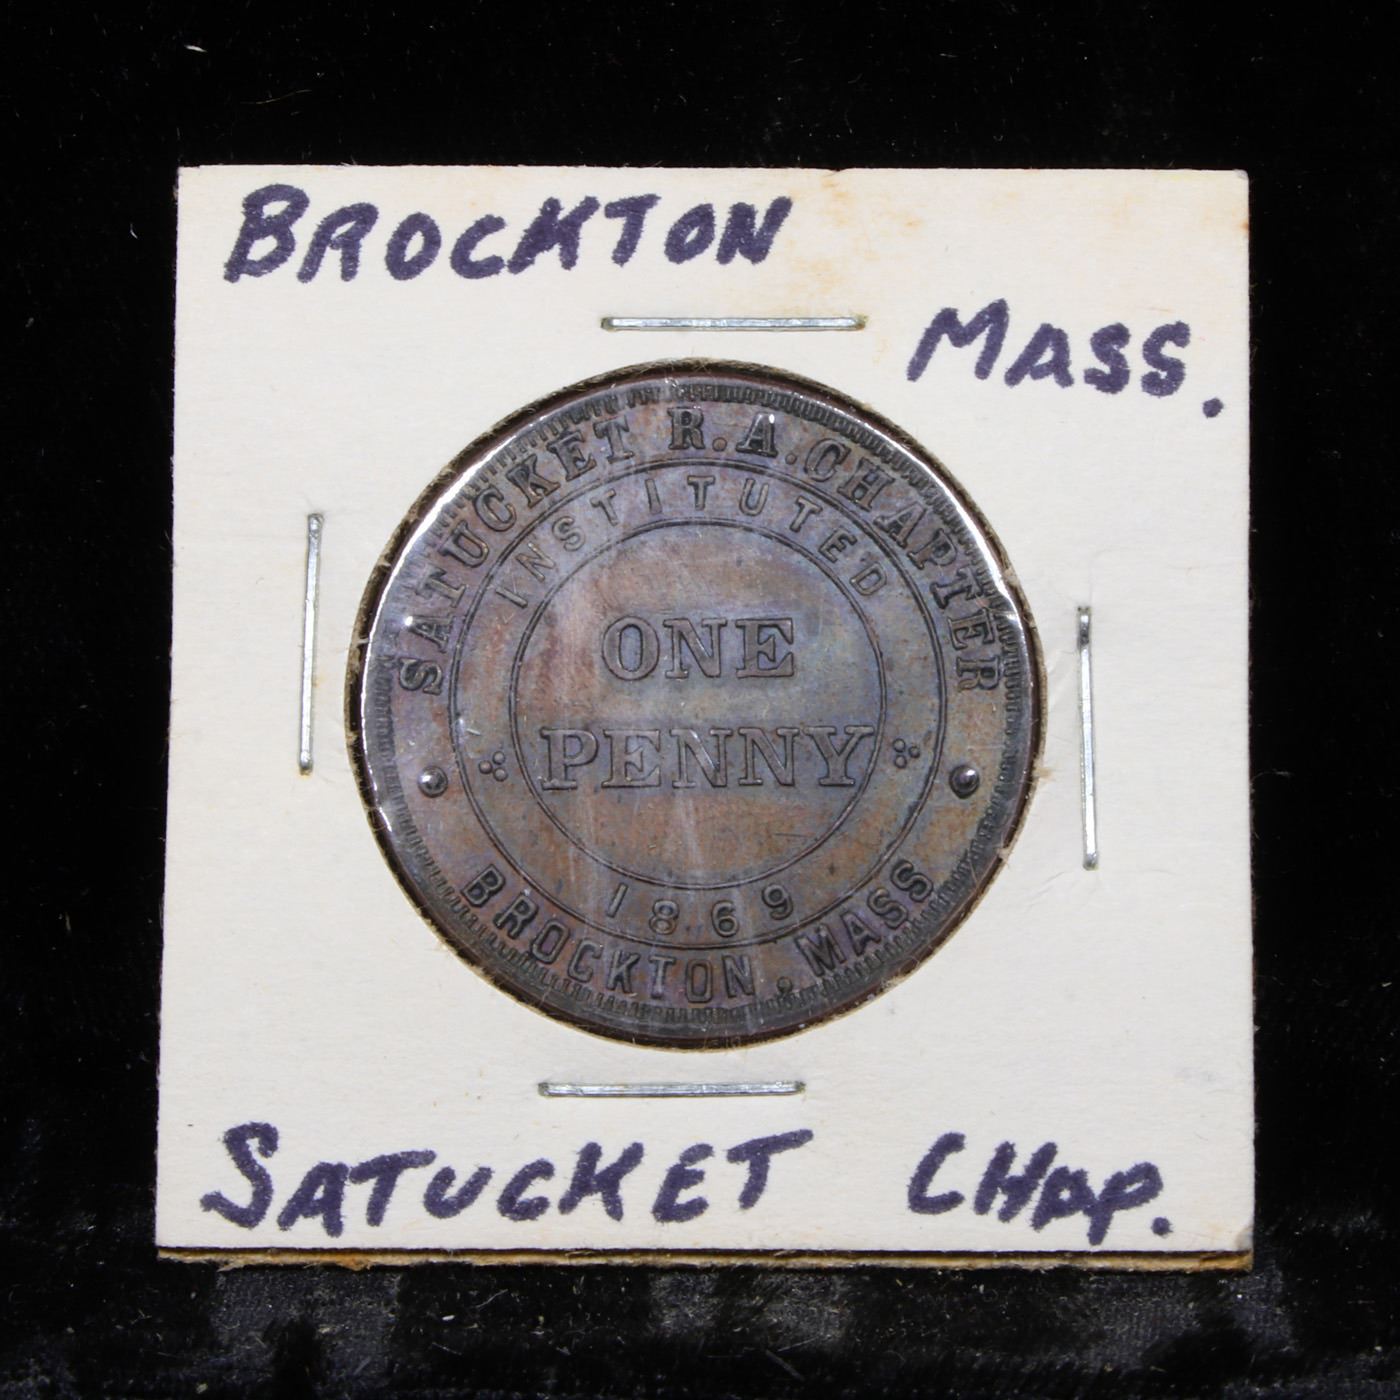 BROCKTON
MASS.
SATUCKET R.A. CHAPTER
INSTITUTED
ONE
PENNY
1869
BROCKTON, MASS
SATUCKET CHAP.